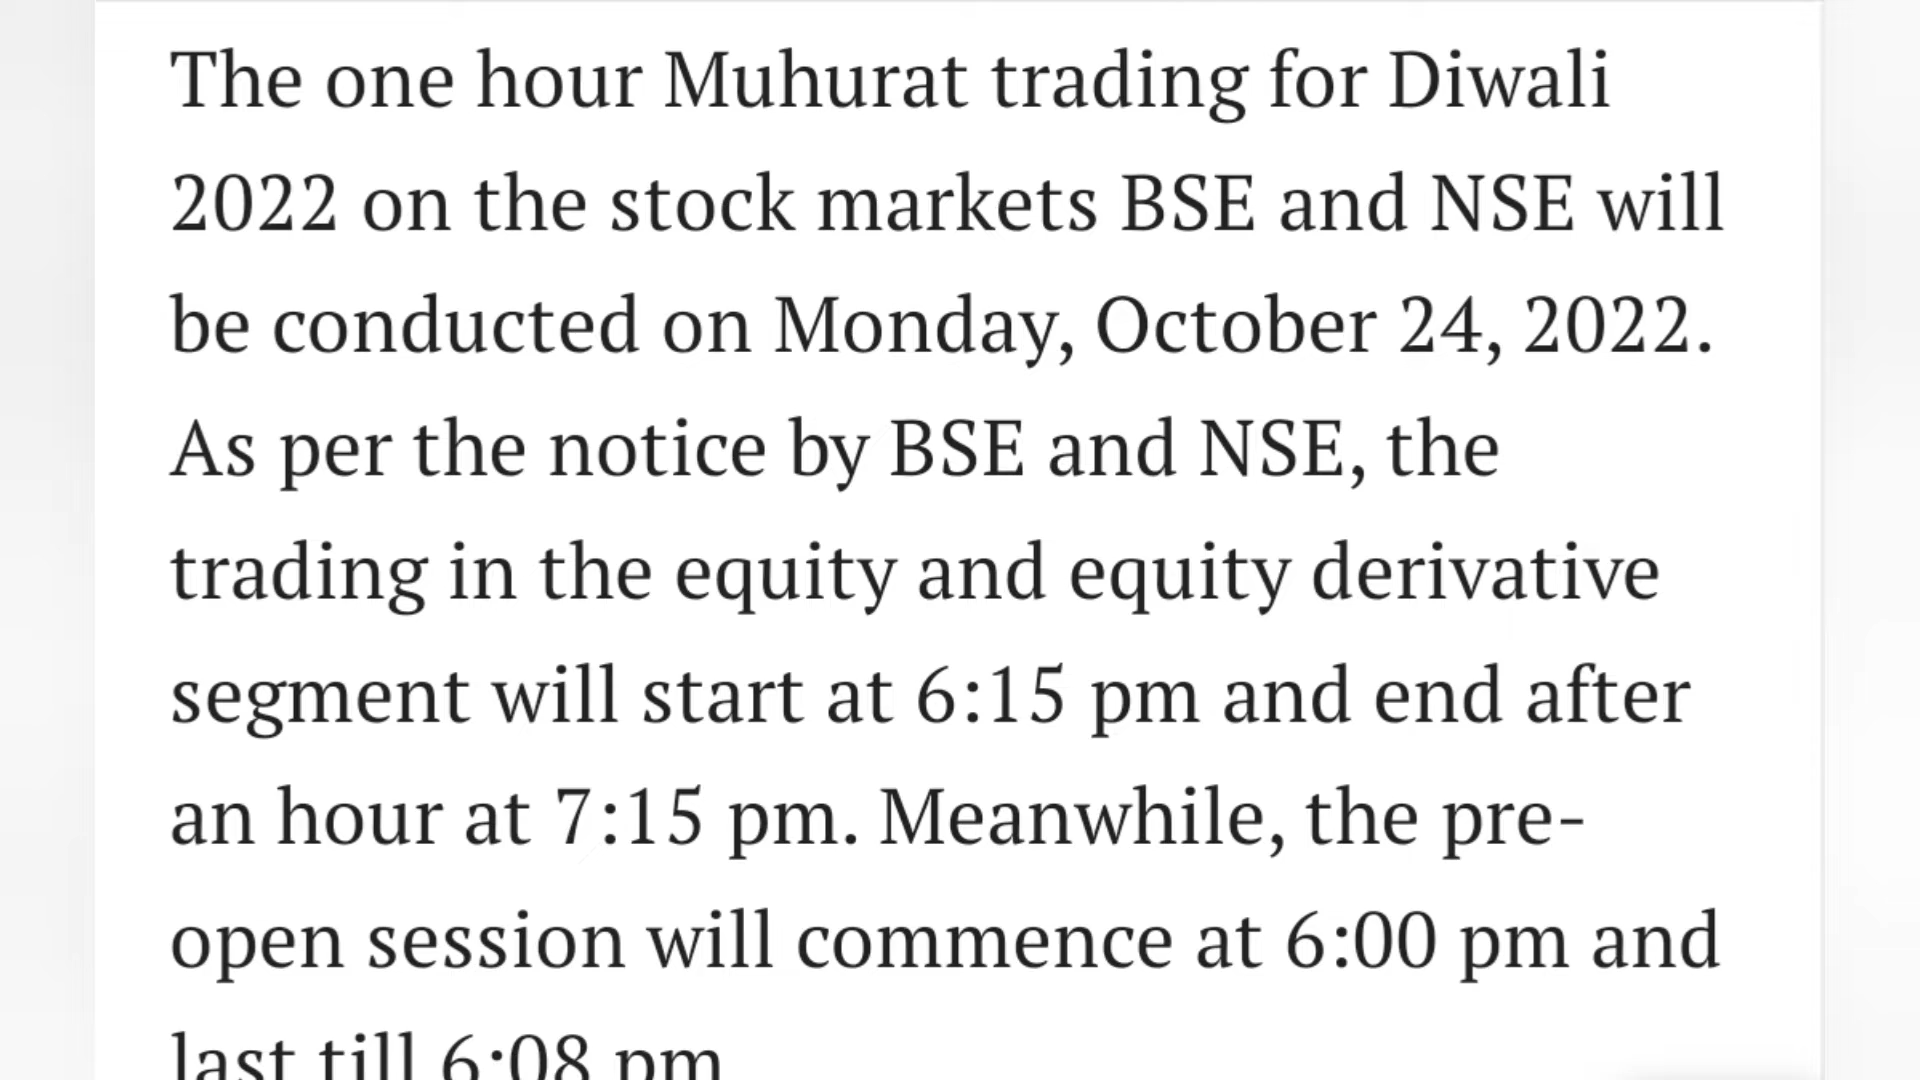 The one hour Muhurat trading for Diwali
2022 on the stock markets BSE and NSE will
be conducted on Monday, October 24, 2022.
As per the notice by BSE and NSE, the
trading in the equity and equity derivative
segment will start at 6:15 pm and end after
an hour at 7:15 pm. Meanwhile, the pre-
open session will commence at 6:00 pm and
last till 6:08 pm